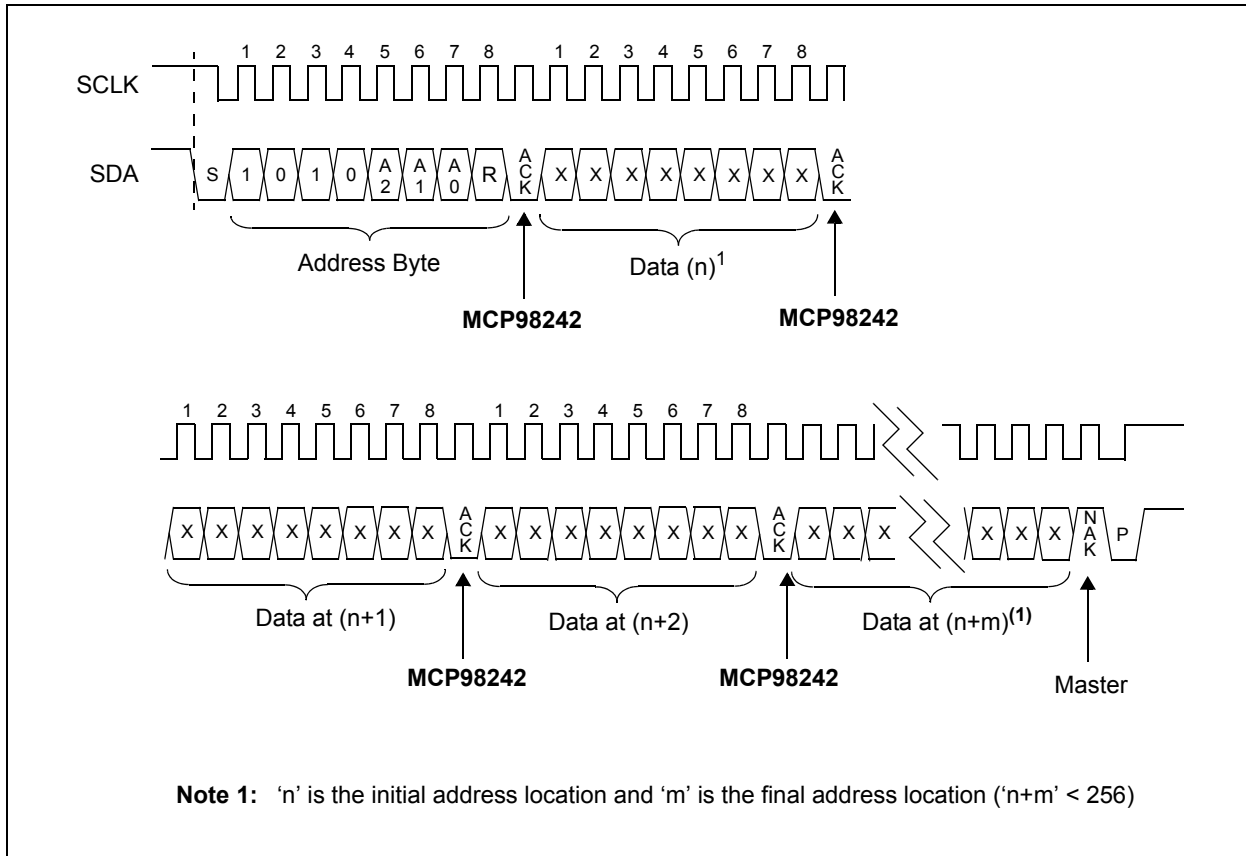 1 2 3 4 5 6 7 8 1 2 3 4 5 6 7 8
SCLK
SDA
S 1 0 1 0 A2 A1 A0 R ACK X X X X X X X X ACK
Address Byte
Data (n)1
MCP98242
MCP98242
1 2 3 4 5 6 7 8 1 2 3 4 5 6 7 8
X X X X X X X X ACK X X X X X X X X ACK X X X X X X NAK P
Data at (n+1)
Data at (n+2)
Data at (n+m)(1)
MCP98242
MCP98242
Master
Note 1: ‘n’ is the initial address location and ‘m’ is the final address location (‘n+m’ < 256)